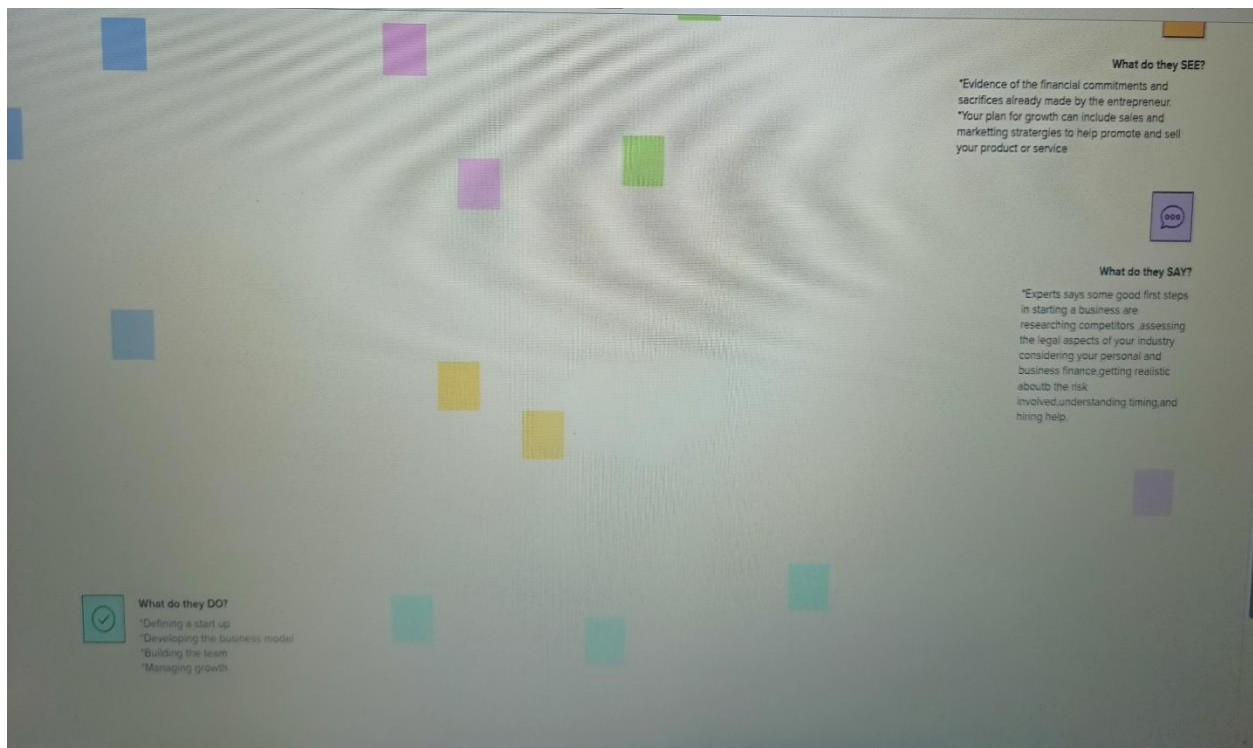 What do they SEE?
*Evidence of the financial commitments and
sacrifices already made by the entrepreneur.
*Your plan for growth can include sales and
marketting stratergies to help promote and sell
your product or service
What do they SAY?
*Experts says some good first steps
in starting a business are
researching competitors ,assessing
the legal aspects of your industry
considering your personal and
business finance,getting realistic
aboutb the risk
involved,understanding timing,and
hiring help.
What do they DO?
*Defining a start up
*Developing the business model
*Building the team
*Managing growth